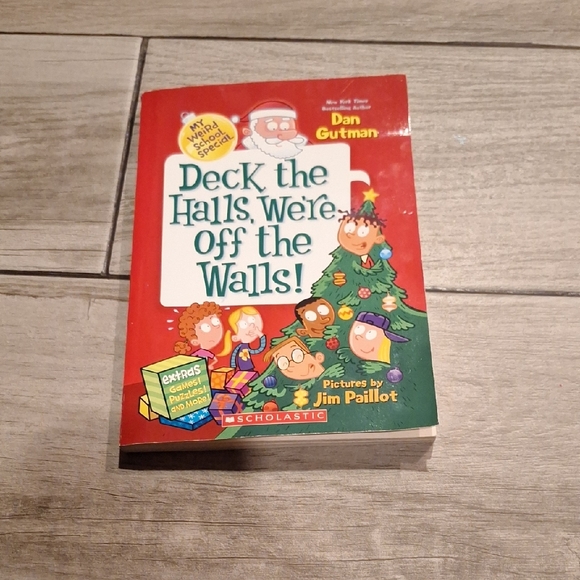 My
Weird
School
Special
New York Times
Bestselling Author
Dan
Gutman
Deck the
Halls, We're
Off the
Walls!
extras
Games!
Puzzles!
and More!
Pictures by
Jim Paillot
SCHOLASTIC